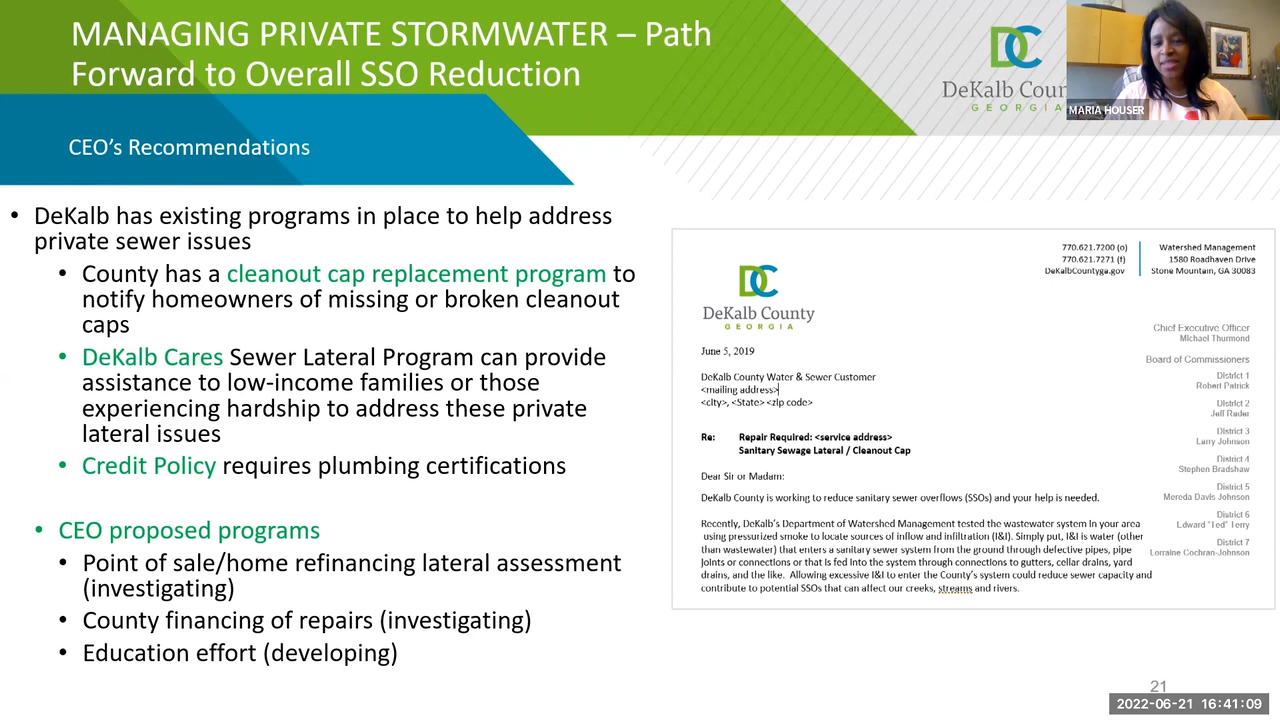 MANAGING PRIVATE STORMWATER – Path
Forward to Overall SSO Reduction
DeKalb Coun
GEORGIA
MARIA HOUSER
CEO's Recommendations
• DeKalb has existing programs in place to help address
private sewer issues
• County has a cleanout cap replacement program to
notify homeowners of missing or broken cleanout
caps
• DeKalb Cares Sewer Lateral Program can provide
assistance to low-income families or those
experiencing hardship to address these private
lateral issues
• Credit Policy requires plumbing certifications
• CEO proposed programs
• Point of sale/home refinancing lateral assessment
(investigating)
• County financing of repairs (investigating)
• Education effort (developing)
770.621.7200 (o)
770.621.7271 (f)
DeKalbCountyga.gov
Watershed Management
1580 Roadhaven Drive
Stone Mountain, GA 30083
DeKalb County
GEORGIA
Chief Executive Officer
Michael Thurmond
Board of Commissioners
District 1
Robert Patrick
District 2
Jeff Rader
District 3
Larry Johnson
District 4
Stephen Bradshaw
District 5
Mereda Davis Johnson
District 6
Edward "Ted" Terry
District 7
Lorraine Cochran-Johnson
June 5, 2019
DeKalb County Water & Sewer Customer
<mailing address>
<city>, <State> <zip code>
Re: Repair Required: <service address>
Sanitary Sewage Lateral / Cleanout Cap
Dear Sir or Madam:
DeKalb County is working to reduce sanitary sewer overflows (SSOs) and your help is needed.
Recently, DeKalb's Department of Watershed Management tested the wastewater system in your area
using pressurized smoke to locate sources of inflow and infiltration (I&I). Simply put, I&I is water (other
than wastewater) that enters a sanitary sewer system from the ground through defective pipes, pipe
joints or connections or that is fed into the system through connections to gutters, cellar drains, yard
drains, and the like. Allowing excessive I&I to enter the County's system could reduce sewer capacity and
contribute to potential SSOs that can affect our creeks, streams and rivers.
21
2022-06-21 16:41:09